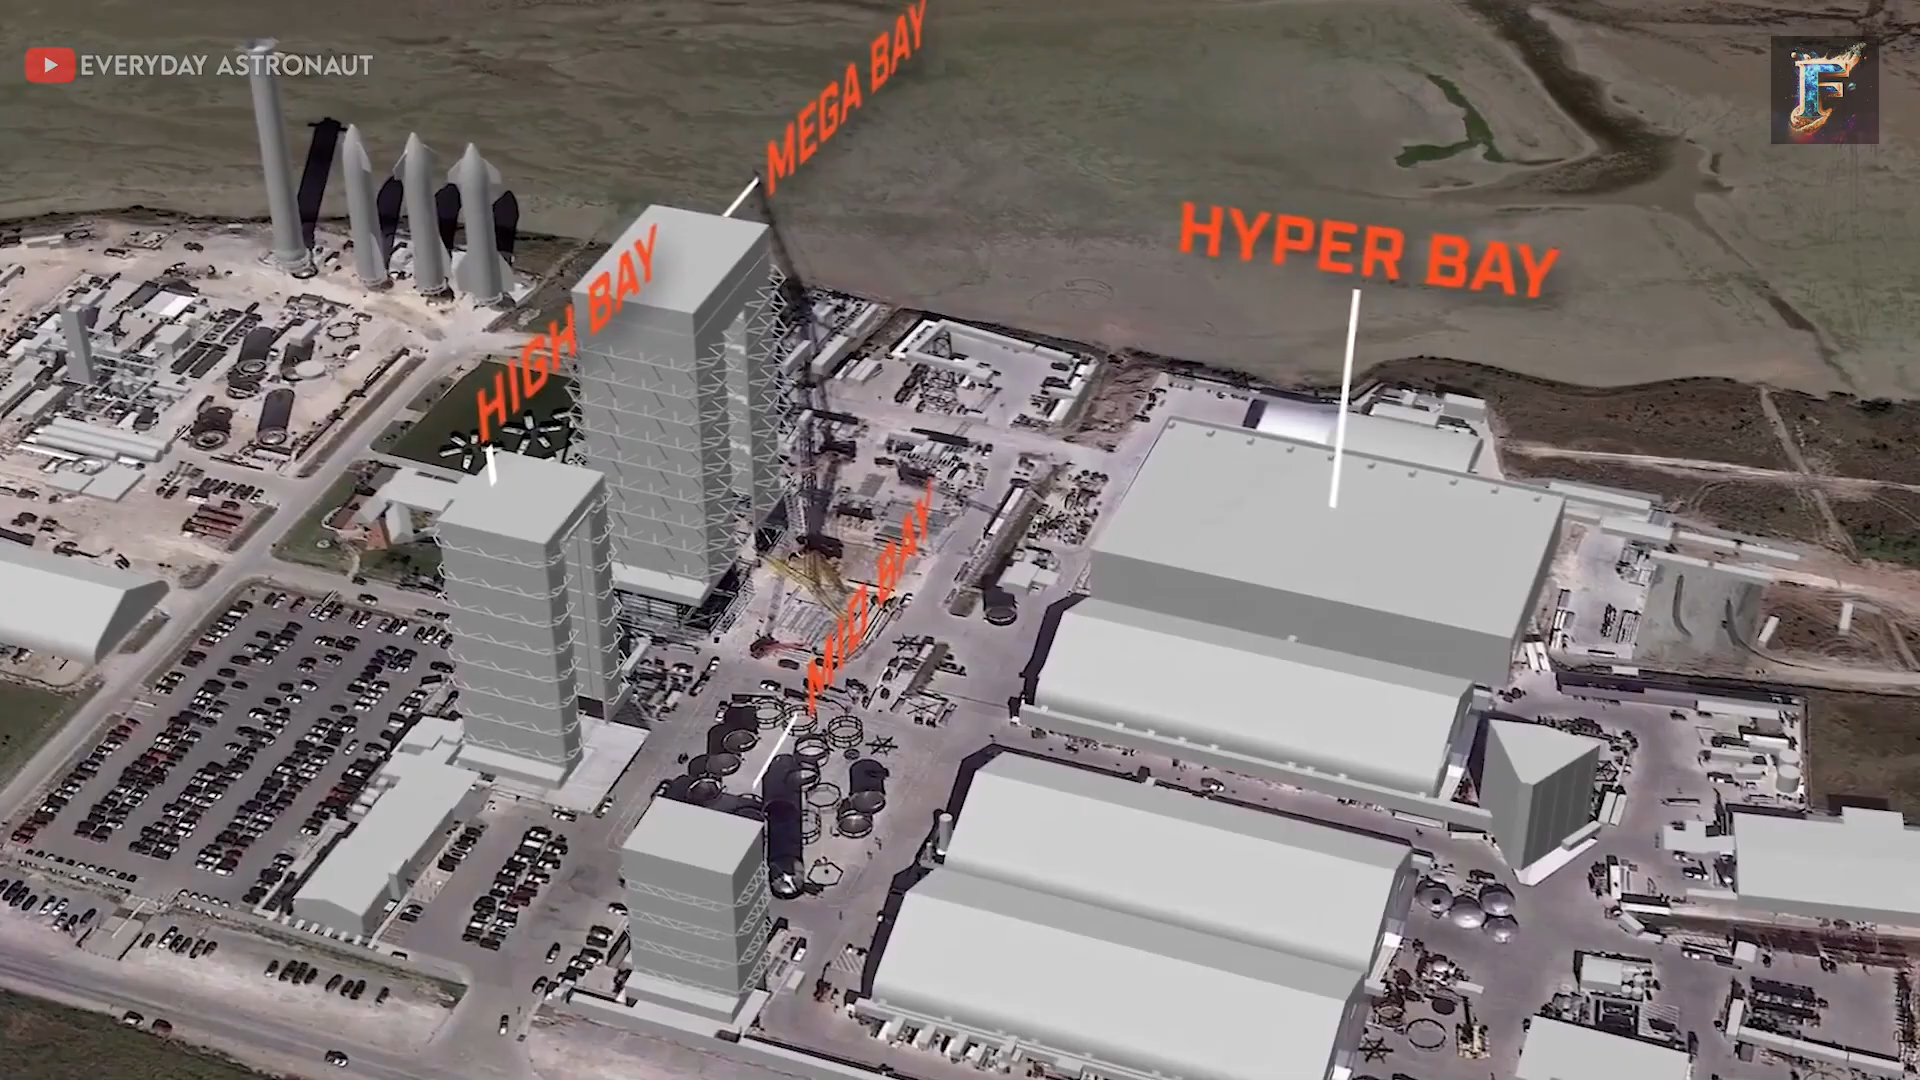 EVERYDAY ASTRONAUT
F
MEGA BAY
HYPER BAY
HIGH BAY
MID BAY